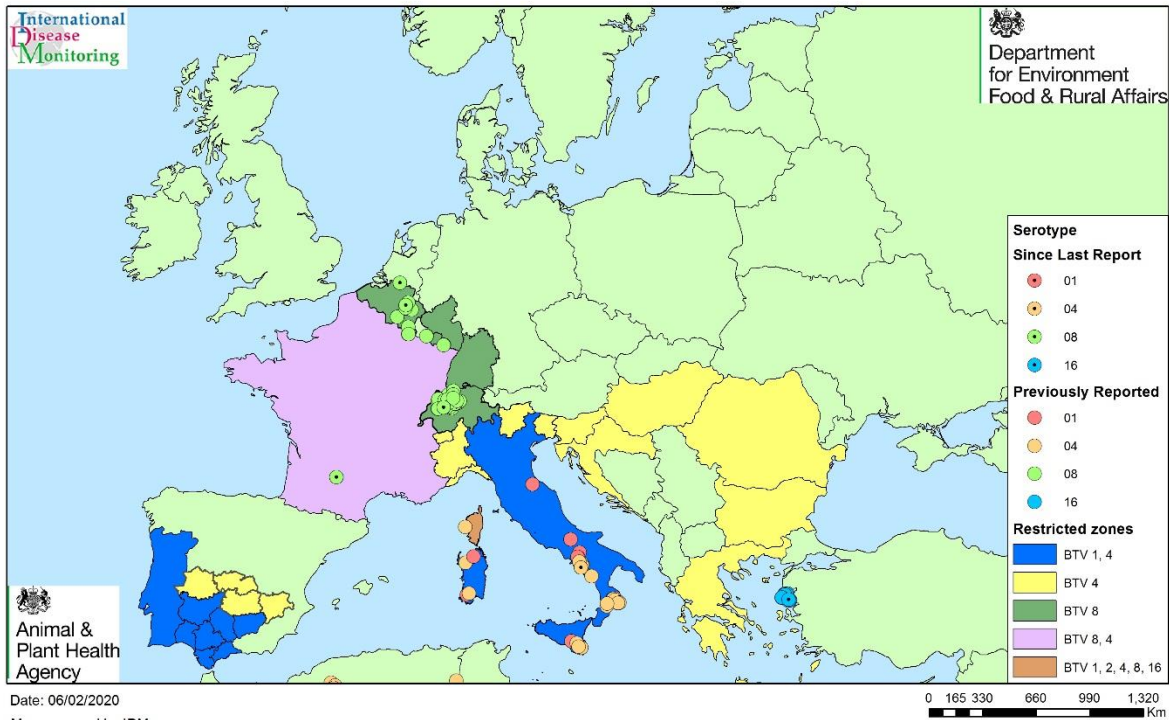 International
Disease
Monitoring
Department
for Environment
Food & Rural Affairs
Serotype
Since Last Report
01
04
08
16
Previously Reported
01
04
08
16
Restricted zones
BTV 1, 4
BTV 4
BTV 8
BTV 8, 4
BTV 1, 2, 4, 8, 16
Animal &
Plant Health
Agency
Date: 06/02/2020
0 165 330 660 990 1,320
Km